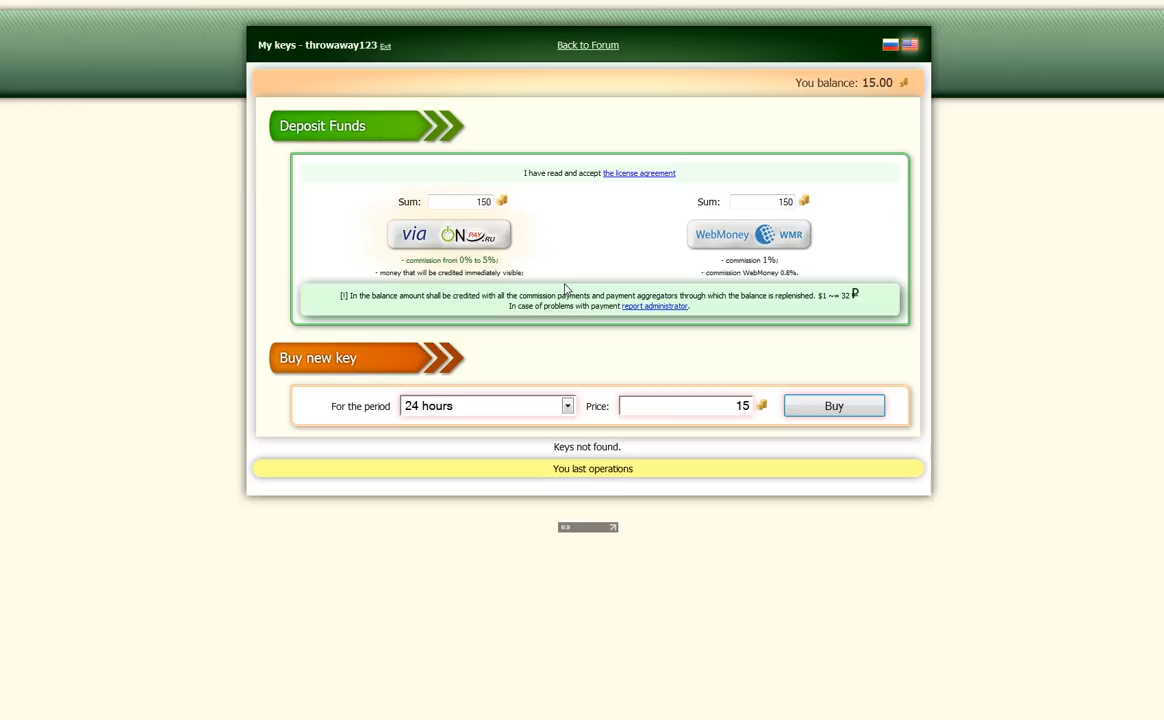 My keys - throwaway123 Exit
Back to Forum
You balance: 15.00
Deposit Funds
I have read and accept the license agreement
Sum: 150
Sum: 150
via ONPAY.RU
WebMoney WMR
- commission from 0% to 5%;
- commission 1%;
- money that will be credited immediately visible;
- commission WebMoney 0.8%.
[!] In the balance amount shall be credited with all the commission payments and payment aggregators through which the balance is replenished. $1 ~= 32 ₽
In case of problems with payment report administrator.
Buy new key
For the period 24 hours Price: 15 Buy
Keys not found.
You last operations